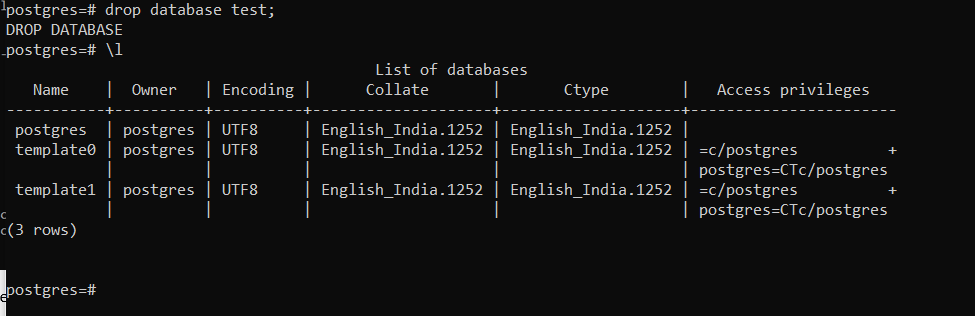 postgres=# drop database test;
DROP DATABASE
postgres=# \l
                                   List of databases
   Name    |  Owner   | Encoding |      Collate       |       Ctype        |   Access privileges
-----------+----------+----------+--------------------+--------------------+-----------------------
 postgres  | postgres | UTF8     | English_India.1252 | English_India.1252 |
 template0 | postgres | UTF8     | English_India.1252 | English_India.1252 | =c/postgres          +
           |          |          |                    |                    | postgres=CTc/postgres
 template1 | postgres | UTF8     | English_India.1252 | English_India.1252 | =c/postgres          +
           |          |          |                    |                    | postgres=CTc/postgres
(3 rows)
postgres=#